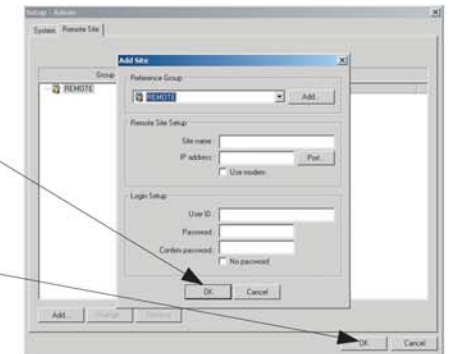 Setup - Admin
System Remote Site
Group
REMOTE
Add Site
Reference Group
REMOTE Add...
Remote Site Setup
Site name :
IP address : Port...
Use modem
Login Setup
User ID :
Password :
Confirm password :
No password
OK Cancel
Add... Change Remove
OK Cancel